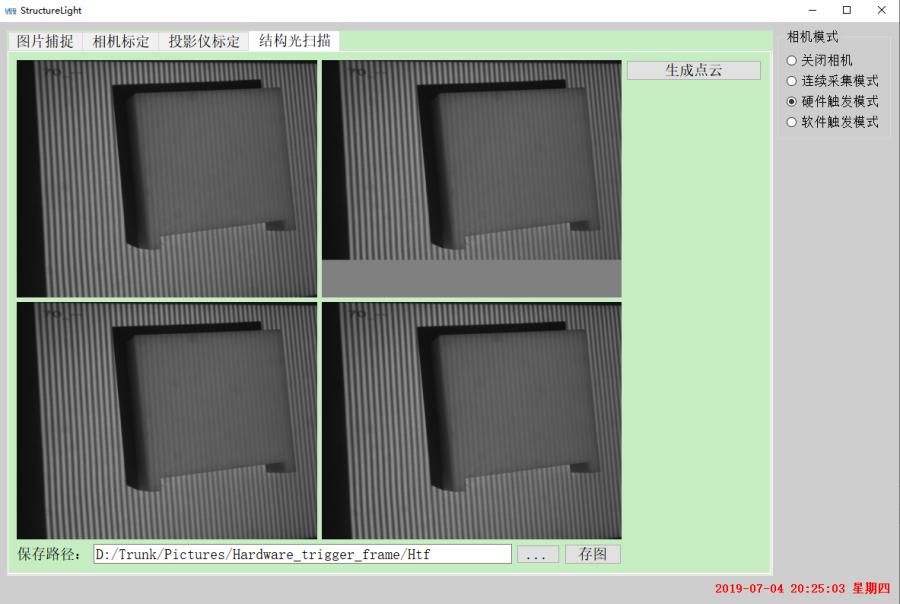 StructureLight
图片捕捉 相机标定 投影仪标定 结构光扫描
生成点云
相机模式
关闭相机
连续采集模式
硬件触发模式
软件触发模式
保存路径: D:/Trunk/Pictures/Hardware_trigger_frame/Htf ... 存图
2019-07-04 20:25:03 星期四